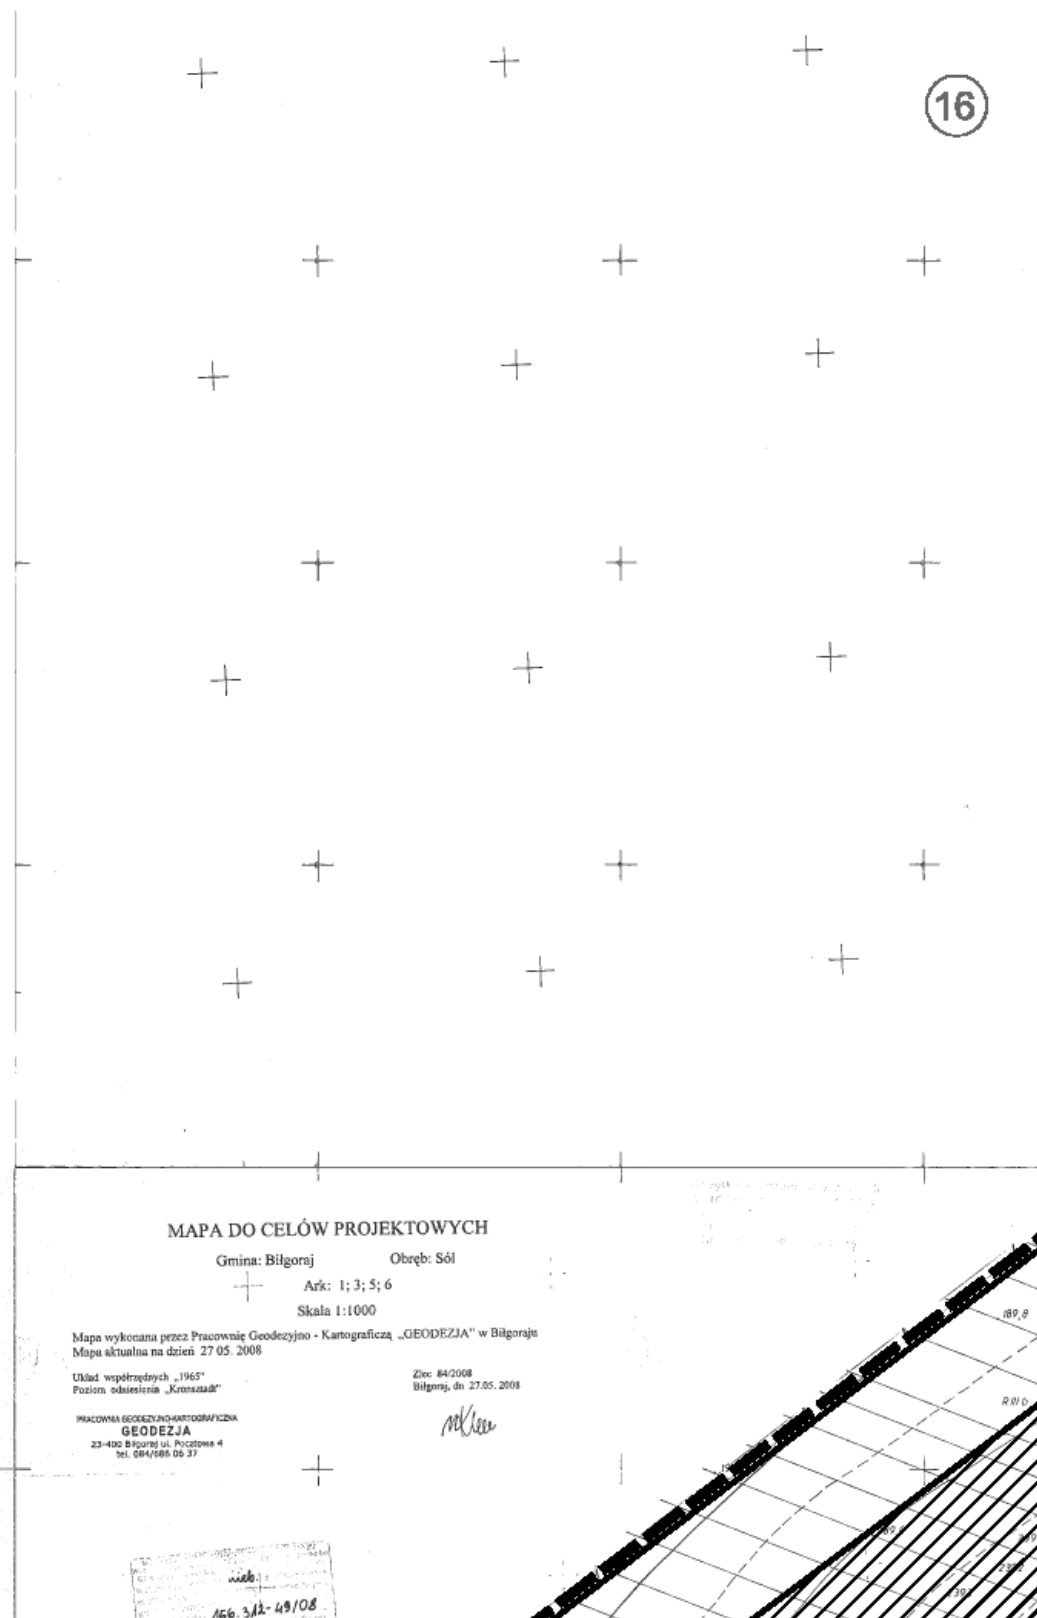 16
MAPA DO CELÓW PROJEKTOWYCH
Gmina: Biłgoraj Obręb: Sól
Ark: 1; 3; 5; 6
Skala 1:1000
Mapa wykonana przez Pracownię Geodezyjno - Kartograficzą „GEODEZJA" w Biłgoraju
Mapa aktualna na dzień 27 05. 2008
Układ współrzędnych „1965"
Poziom odniesienia „Kronsztadt"
Zlec 84/2008
Biłgoraj, dn 27.05. 2008
PRACOWNIA GEODEZYJNO-KARTOGRAFICZNA
GEODEZJA
23-400 Biłgoraj ul. Pocztowa 4
tel. 084/686 06 37
189,8
R III b
156.312-49/08